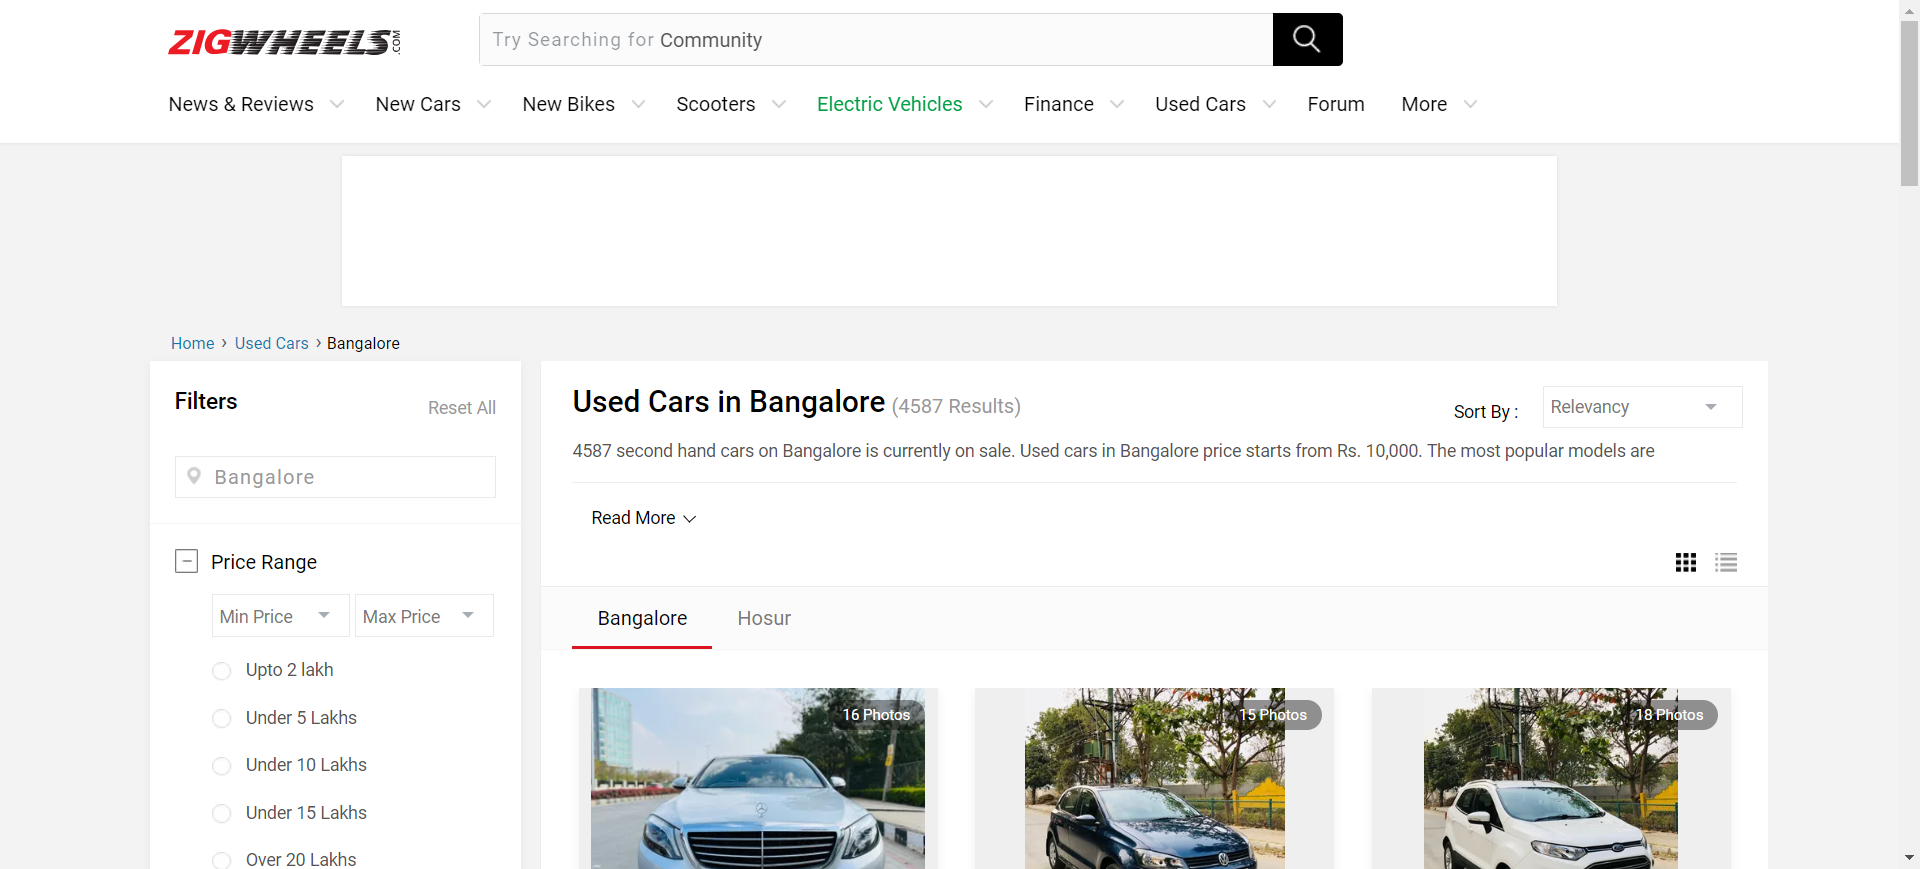 ZIGWHEELS.COM
Try Searching for Community
News & Reviews New Cars New Bikes Scooters Electric Vehicles Finance Used Cars Forum More
Home › Used Cars › Bangalore
Filters
Reset All
Bangalore
Price Range
Min Price Max Price
Upto 2 lakh
Under 5 Lakhs
Under 10 Lakhs
Under 15 Lakhs
Over 20 Lakhs
Used Cars in Bangalore (4587 Results)
Sort By : Relevancy
4587 second hand cars on Bangalore is currently on sale. Used cars in Bangalore price starts from Rs. 10,000. The most popular models are
Read More
Bangalore Hosur
16 Photos
15 Photos
18 Photos